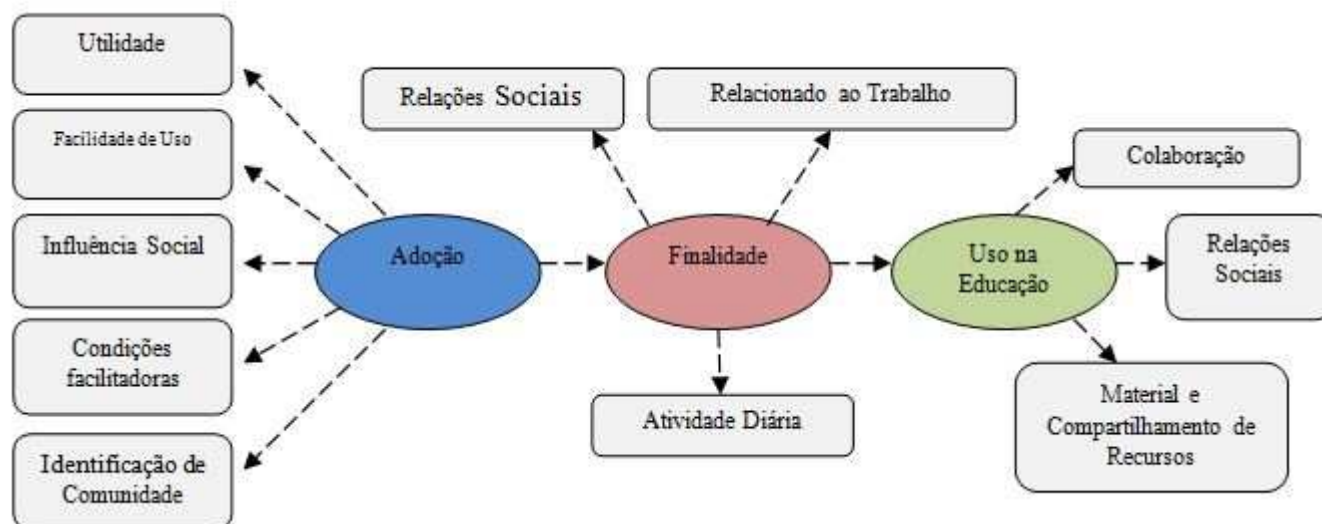 Utilidade
Facilidade de Uso
Influência Social
Condições
facilitadoras
Identificação de
Comunidade
Adoção
Relações Sociais
Relacionado ao Trabalho
Finalidade
Atividade Diária
Uso na
Educação
Colaboração
Relações
Sociais
Material e
Compartilhamento de
Recursos